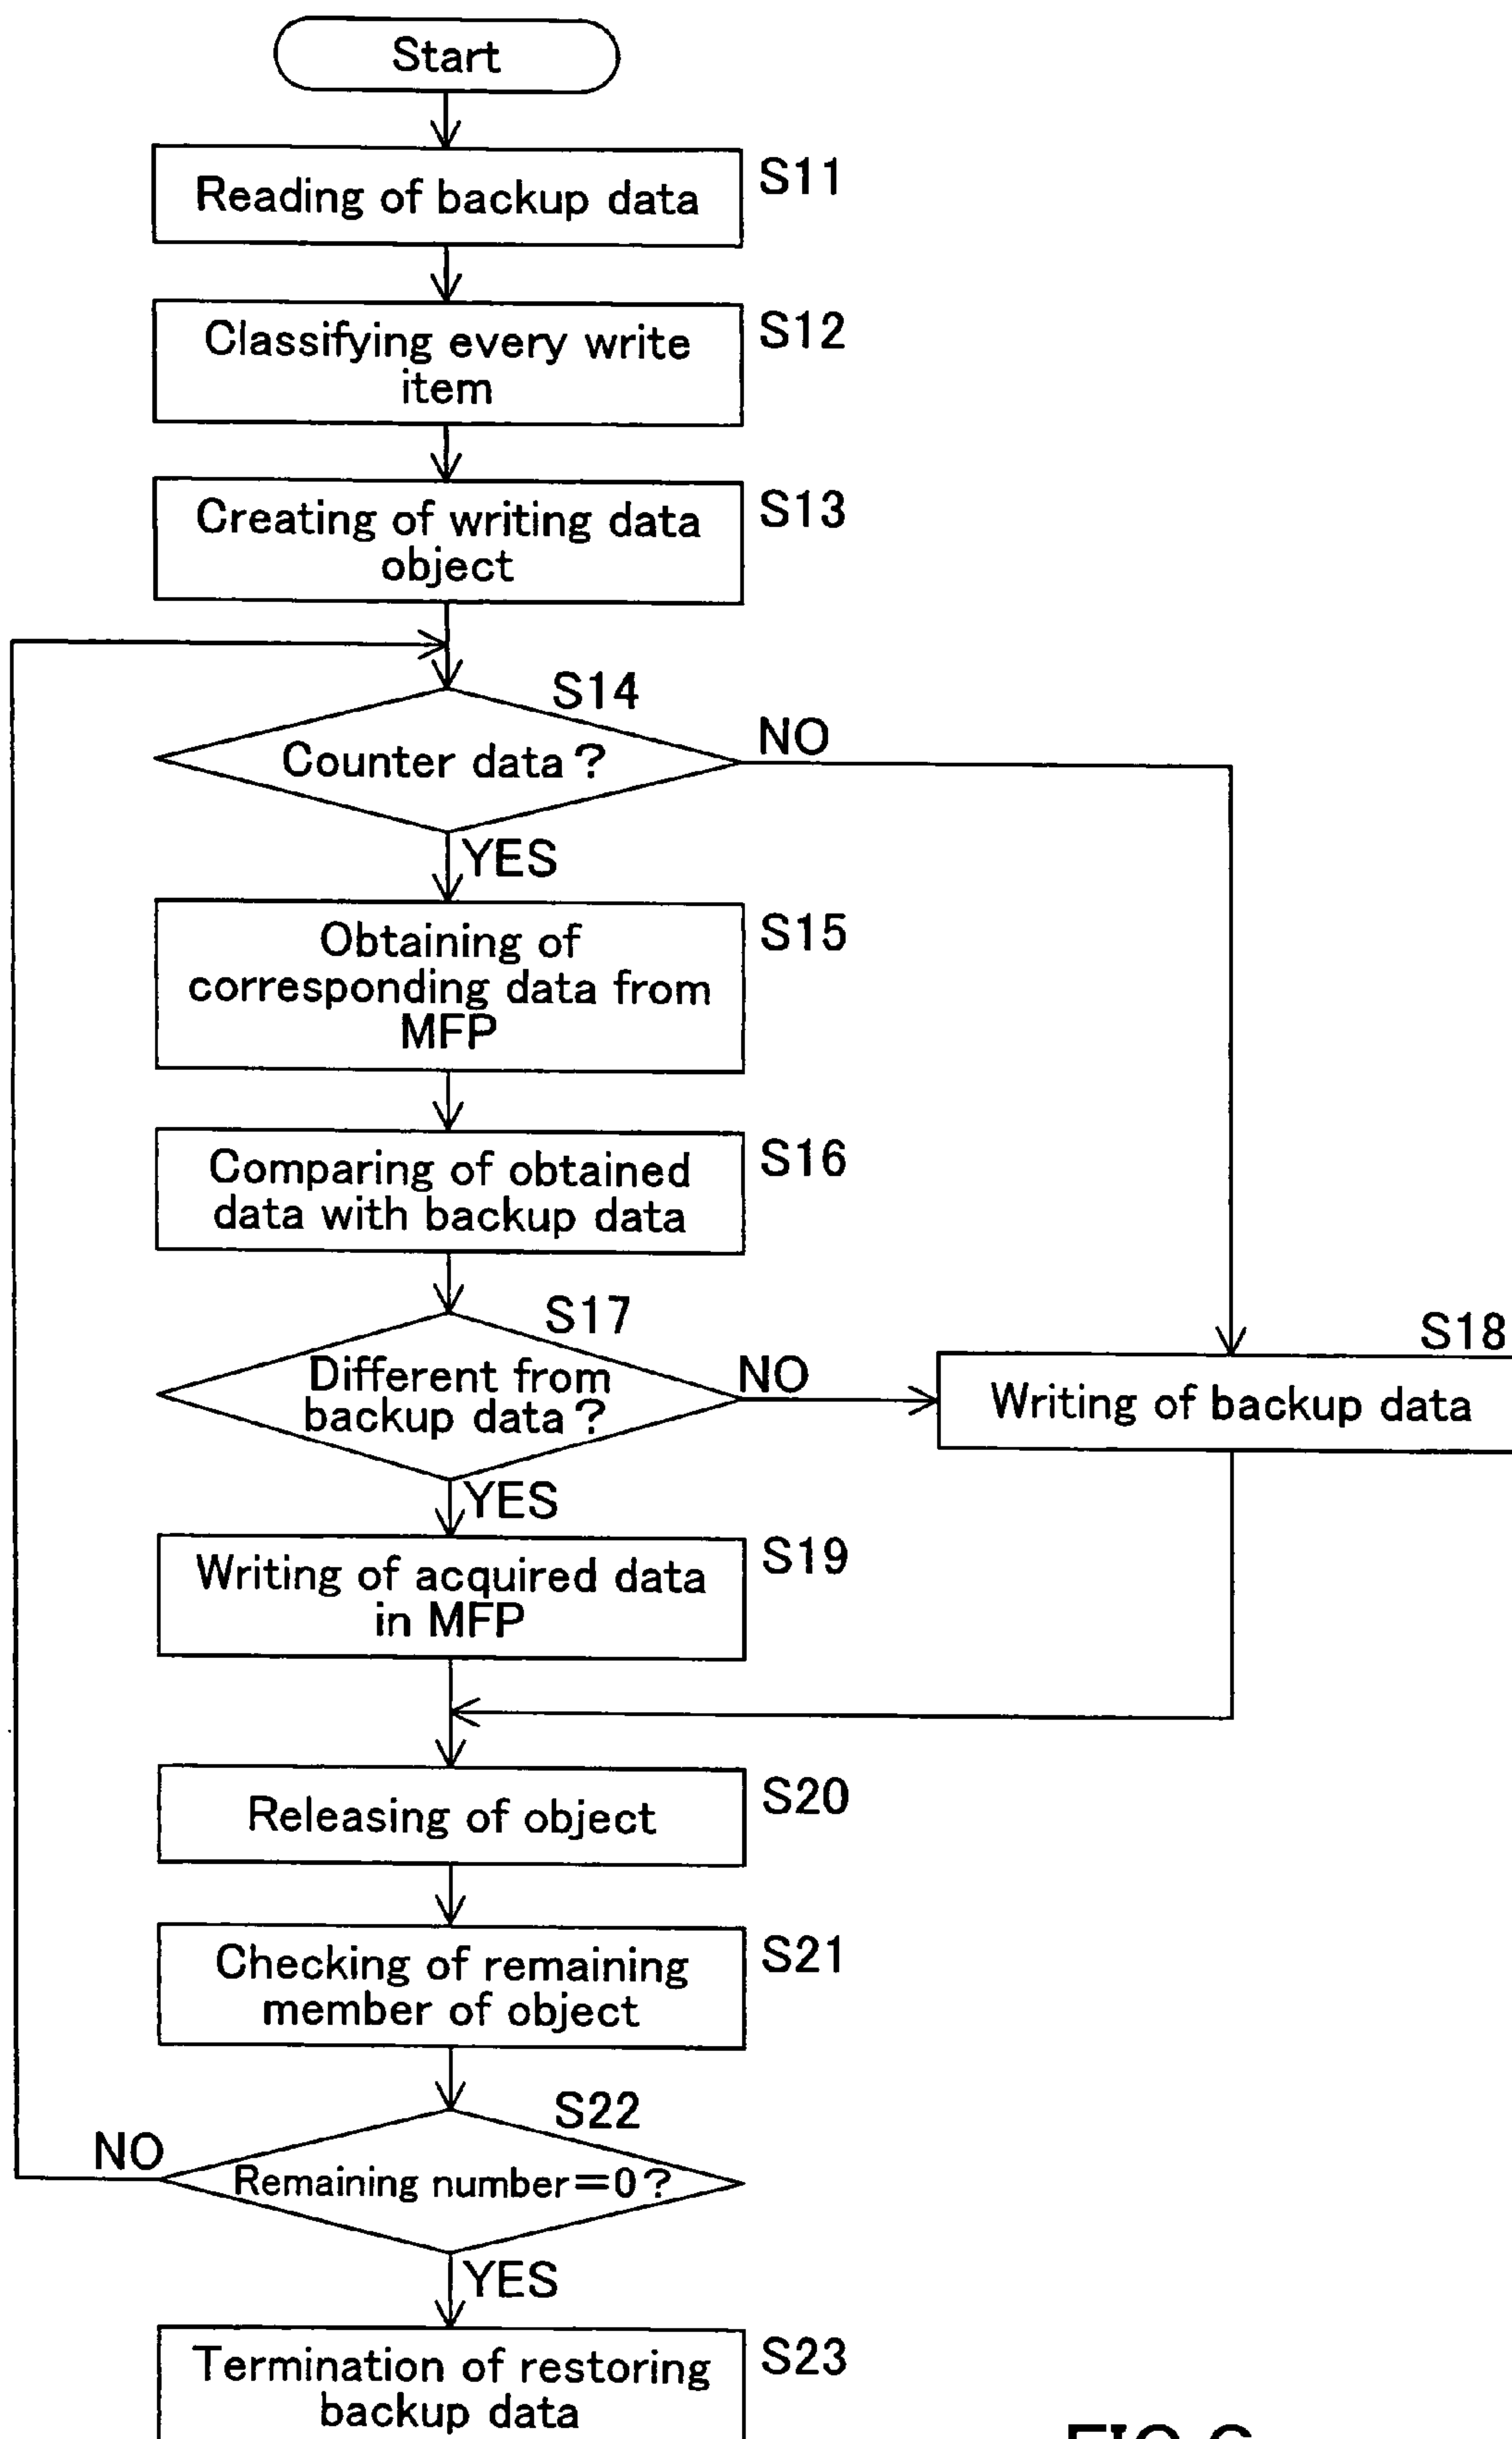 Start
Reading of backup data
S11
Classifying every write
item
S12
Creating of writing data
object
S13
S14
Counter data?
NO
YES
Obtaining of
corresponding data from
MFP
S15
Comparing of obtained
data with backup data
S16
S17
Different from
backup data?
NO
S18
Writing of backup data
YES
Writing of acquired data
in MFP
S19
Releasing of object
S20
Checking of remaining
member of object
S21
S22
NO
Remaining number=0?
YES
Termination of restoring
backup data
S23